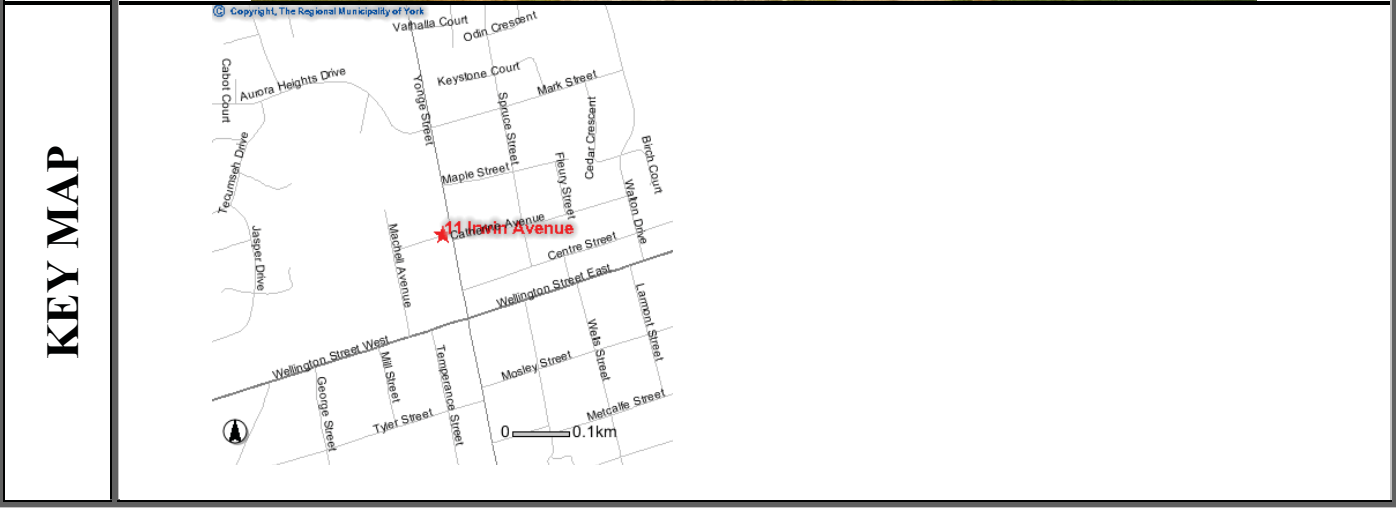 © Copyright, The Regional Municipality of York
Valhalla Court
Odin Crescent
Cabot Court
Aurora Heights Drive
Yonge Street
Keystone Court
Mark Street
Spruce Street
Cedar Crescent
Birch Court
KEY MAP
Tecumseh Drive
Maple Street
Fleury Street
Walton Drive
11 Irwin Avenue
Catherine Avenue
Jasper Drive
Machell Avenue
Centre Street
Wellington Street East
Larmont Street
Wells Street
Wellington Street West
Mill Street
Temperance Street
Mosley Street
George Street
Tyler Street
Metcalfe Street
0 0.1km